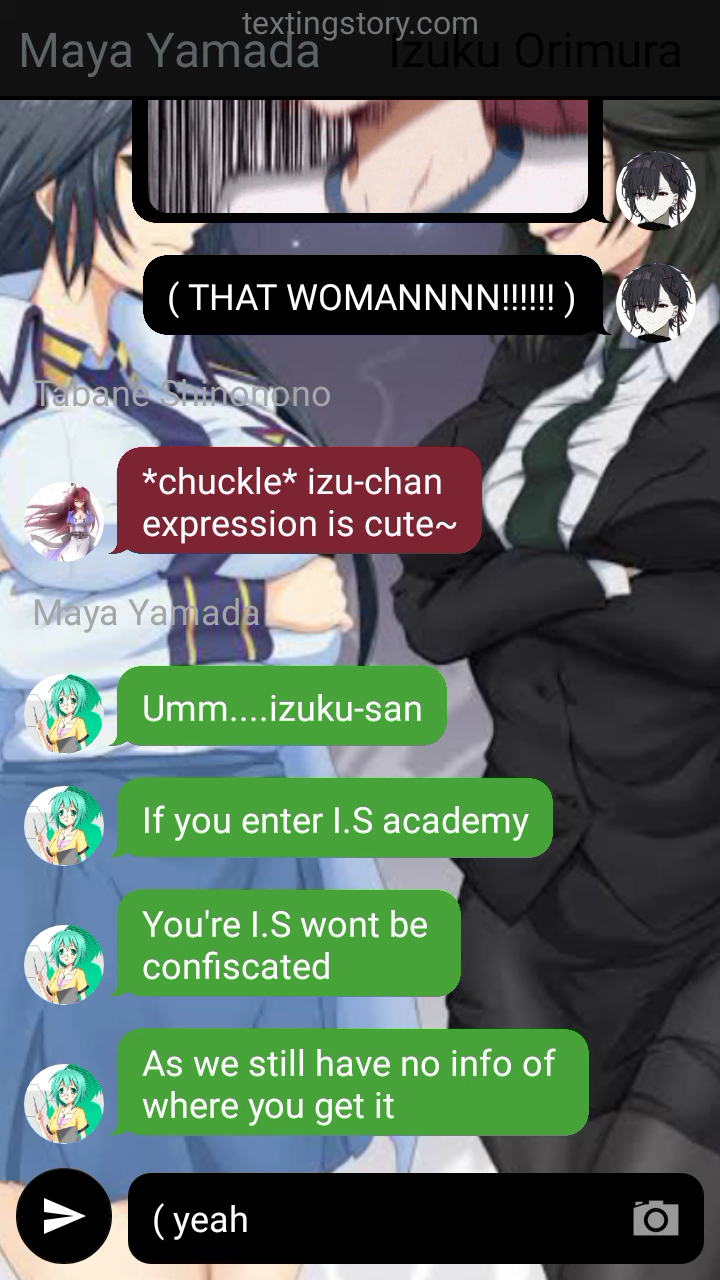 textingstory.com
Maya Yamada
Izuku Orimura
( THAT WOMANNNN!!!!!! )
Tabane Shinonono
*chuckle* izu-chan
expression is cute~
Maya Yamada
Umm....izuku-san
If you enter I.S academy
You're I.S wont be
confiscated
As we still have no info of
where you get it
( yeah